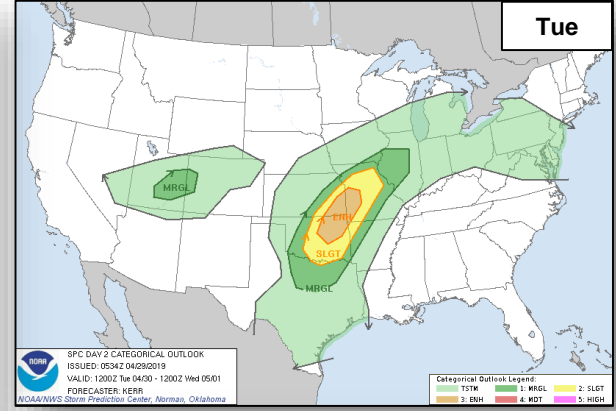 Tue
MRGL
ENH
SLGT
MRGL
NOAA
SPC DAY 2 CATEGORICAL OUTLOOK
ISSUED: 0534Z 04/29/2019
VALID: 1200Z Tue 04/30 - 1200Z Wed 05/01
FORECASTER: KERR
NOAA/NWS Storm Prediction Center, Norman, Oklahoma
Categorical Outlook Legend:
TSTM 1: MRGL 2: SLGT
3: ENH 4: MDT 5: HIGH